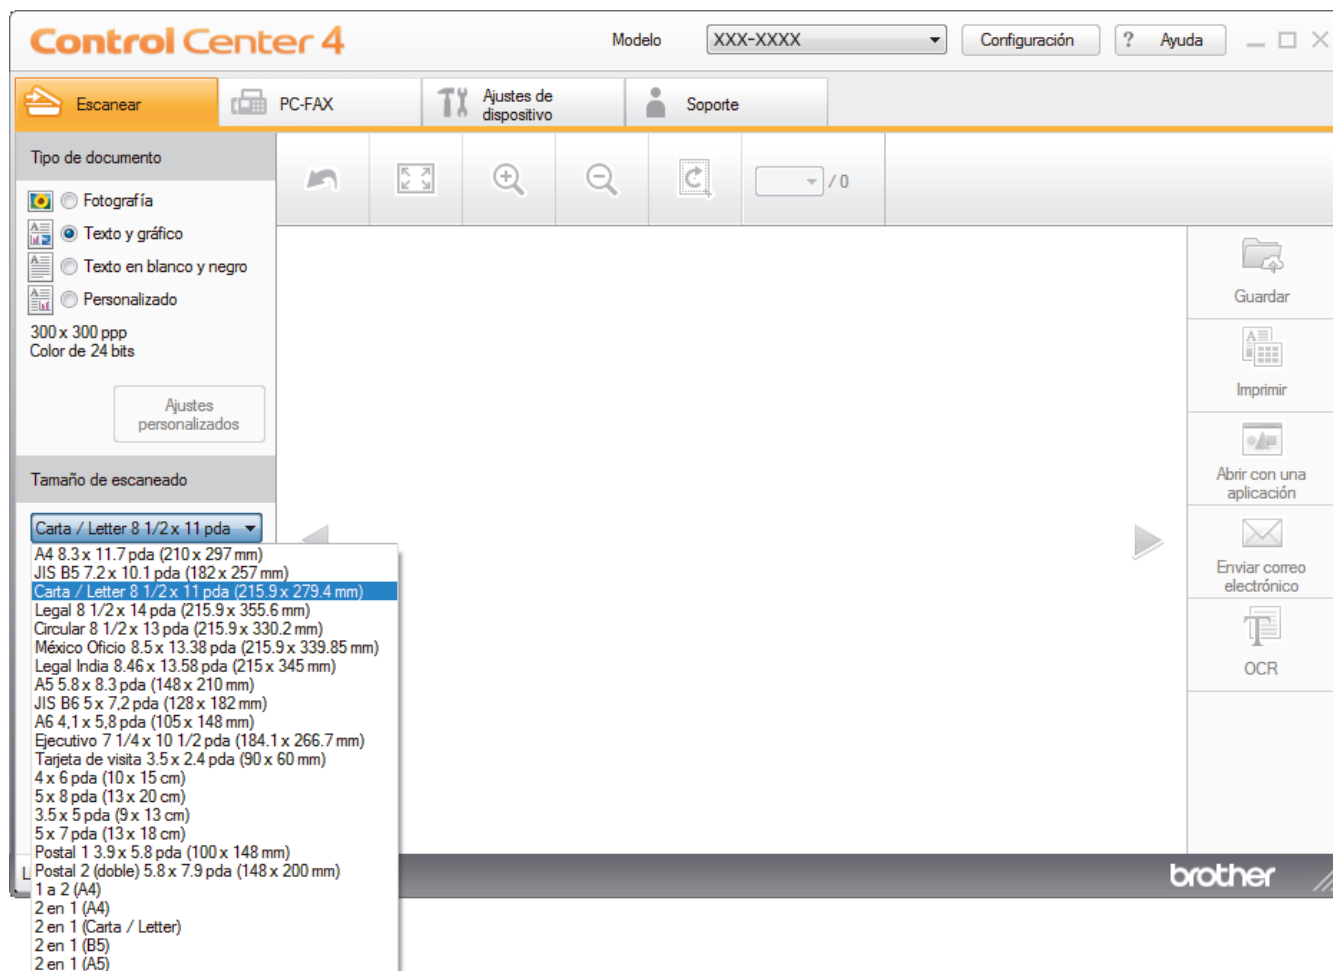 Control Center 4
Modelo
XXX-XXXX
Configuración
? Ayuda
Escanear
PC-FAX
Ajustes de
dispositivo
Soporte
Tipo de documento
/ 0
Fotografía
Texto y gráfico
Texto en blanco y negro
Personalizado
300 x 300 ppp
Color de 24 bits
Ajustes
personalizados
Tamaño de escaneado
Carta / Letter 8 1/2 x 11 pda
A4 8.3 x 11.7 pda (210 x 297 mm)
JIS B5 7.2 x 10.1 pda (182 x 257 mm)
Carta / Letter 8 1/2 x 11 pda (215.9 x 279.4 mm)
Legal 8 1/2 x 14 pda (215.9 x 355.6 mm)
Circular 8 1/2 x 13 pda (215.9 x 330.2 mm)
México Oficio 8.5 x 13.38 pda (215.9 x 339.85 mm)
Legal India 8.46 x 13.58 pda (215 x 345 mm)
A5 5.8 x 8.3 pda (148 x 210 mm)
JIS B6 5 x 7,2 pda (128 x 182 mm)
A6 4,1 x 5,8 pda (105 x 148 mm)
Ejecutivo 7 1/4 x 10 1/2 pda (184.1 x 266.7 mm)
Tarjeta de visita 3.5 x 2.4 pda (90 x 60 mm)
4 x 6 pda (10 x 15 cm)
5 x 8 pda (13 x 20 cm)
3.5 x 5 pda (9 x 13 cm)
5 x 7 pda (13 x 18 cm)
Postal 1 3.9 x 5.8 pda (100 x 148 mm)
Postal 2 (doble) 5.8 x 7.9 pda (148 x 200 mm)
1 a 2 (A4)
2 en 1 (A4)
2 en 1 (Carta / Letter)
2 en 1 (B5)
2 en 1 (A5)
Guardar
Imprimir
Abrir con una
aplicación
Enviar correo
electrónico
OCR
brother